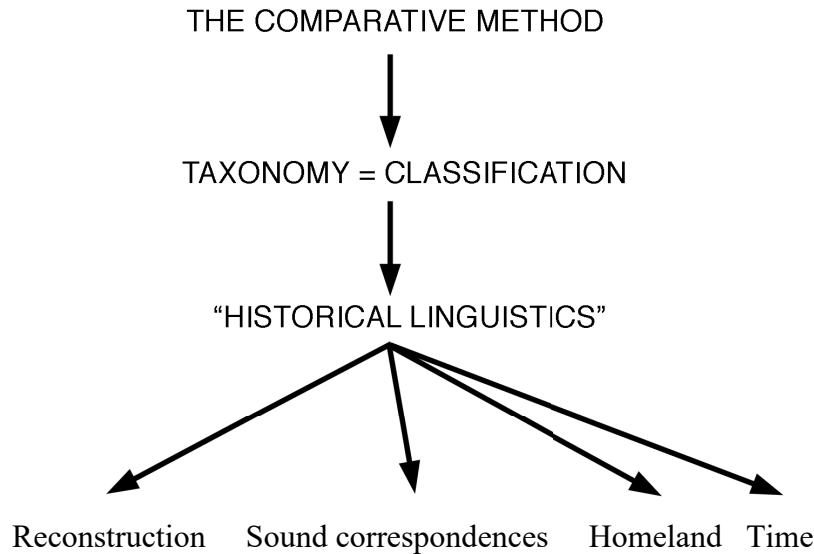 THE COMPARATIVE METHOD
TAXONOMY = CLASSIFICATION
“HISTORICAL LINGUISTICS”
Reconstruction Sound correspondences Homeland Time